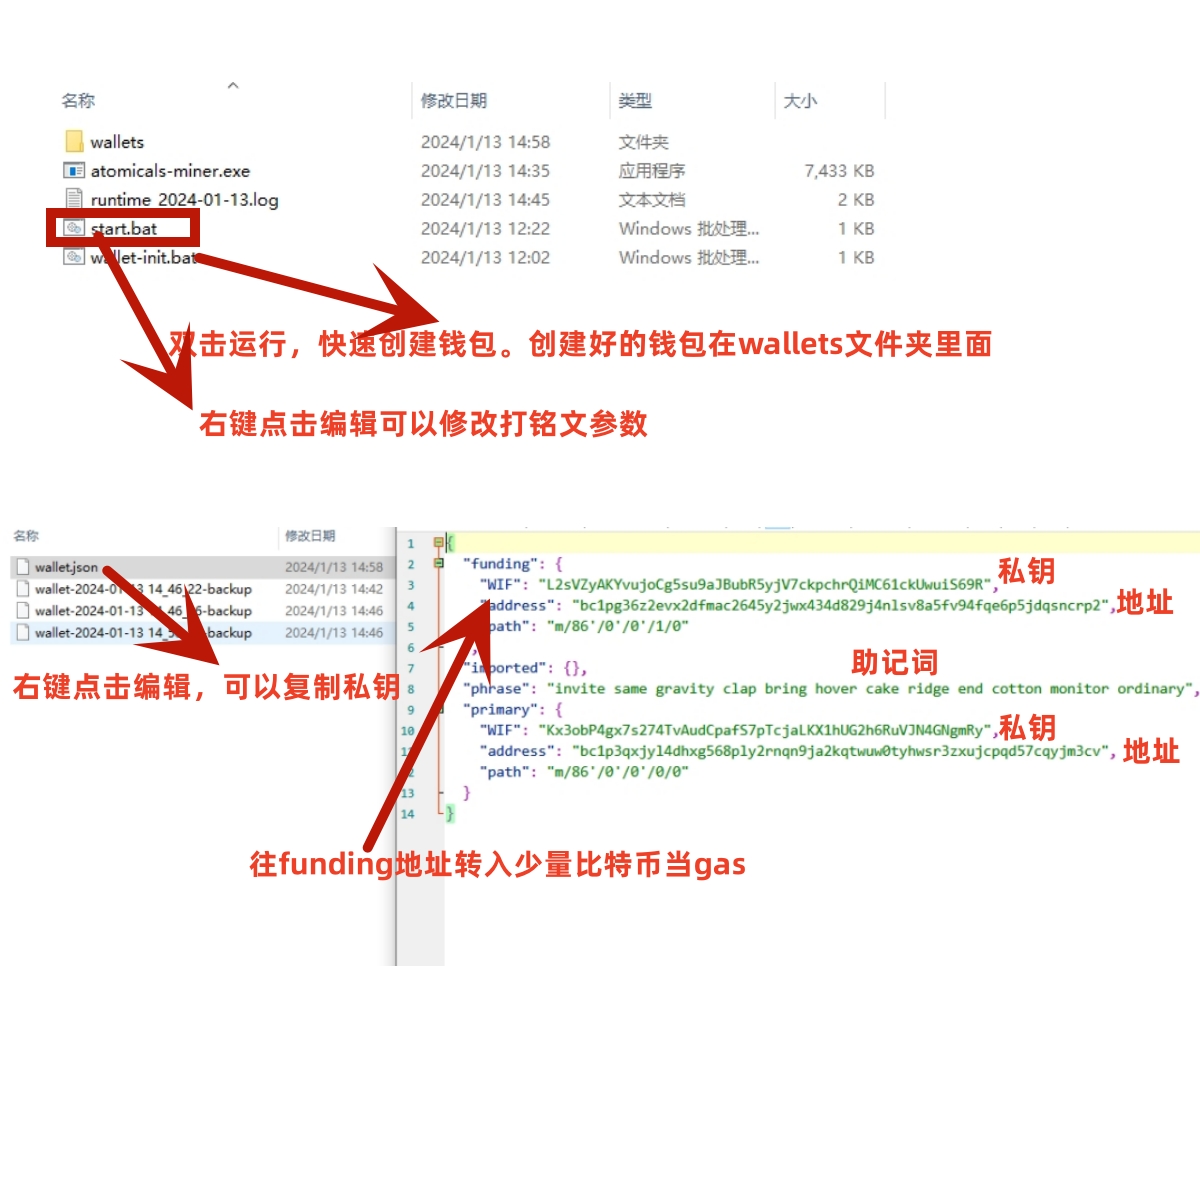 名称 修改日期 类型 大小
wallets 2024/1/13 14:58 文件夹
atomicals-miner.exe 2024/1/13 14:35 应用程序 7,433 KB
runtime_2024-01-13.log 2024/1/13 14:45 文本文档 2 KB
start.bat 2024/1/13 12:22 Windows 批处理... 1 KB
wallet-init.bat 2024/1/13 12:02 Windows 批处理... 1 KB
双击运行，快速创建钱包。创建好的钱包在wallets文件夹里面
右键点击编辑可以修改打铭文参数
名称 修改日期
wallet.json 2024/1/13 14:58
wallet-2024-01-13 14_46_22-backup 2024/1/13 14:42
wallet-2024-01-13 14_46_ -backup 2024/1/13 14:46
wallet-2024-01-13 14_5 -backup 2024/1/13 14:46
右键点击编辑，可以复制私钥
1 {
2 "funding": {
3 "WIF": "L2sVZyAKYvujoCg5su9aJBubR5yjV7ckpchrQiMC61ckUwuiS69R", 私钥
4 "address": "bc1pg36z2evx2dfmac2645y2jwx434d829j4nlsv8a5fv94fqe6p5jdqsncrp2", 地址
5 "path": "m/86'/0'/0'/1/0"
6 },
7 "imported": {},
助记词
8 "phrase": "invite same gravity clap bring hover cake ridge end cotton monitor ordinary",
9 "primary": {
10 "WIF": "Kx3obP4gx7s274TvAudCpafS7pTcjaLKX1hUG2h6RuVJN4GNgmRy", 私钥
11 "address": "bc1p3qxjyl4dhxg568ply2rnqn9ja2kqtwuw0tyhwsr3zxujcpqd57cqyjm3cv", 地址
12 "path": "m/86'/0'/0'/0/0"
13 }
14 }
往funding地址转入少量比特币当gas